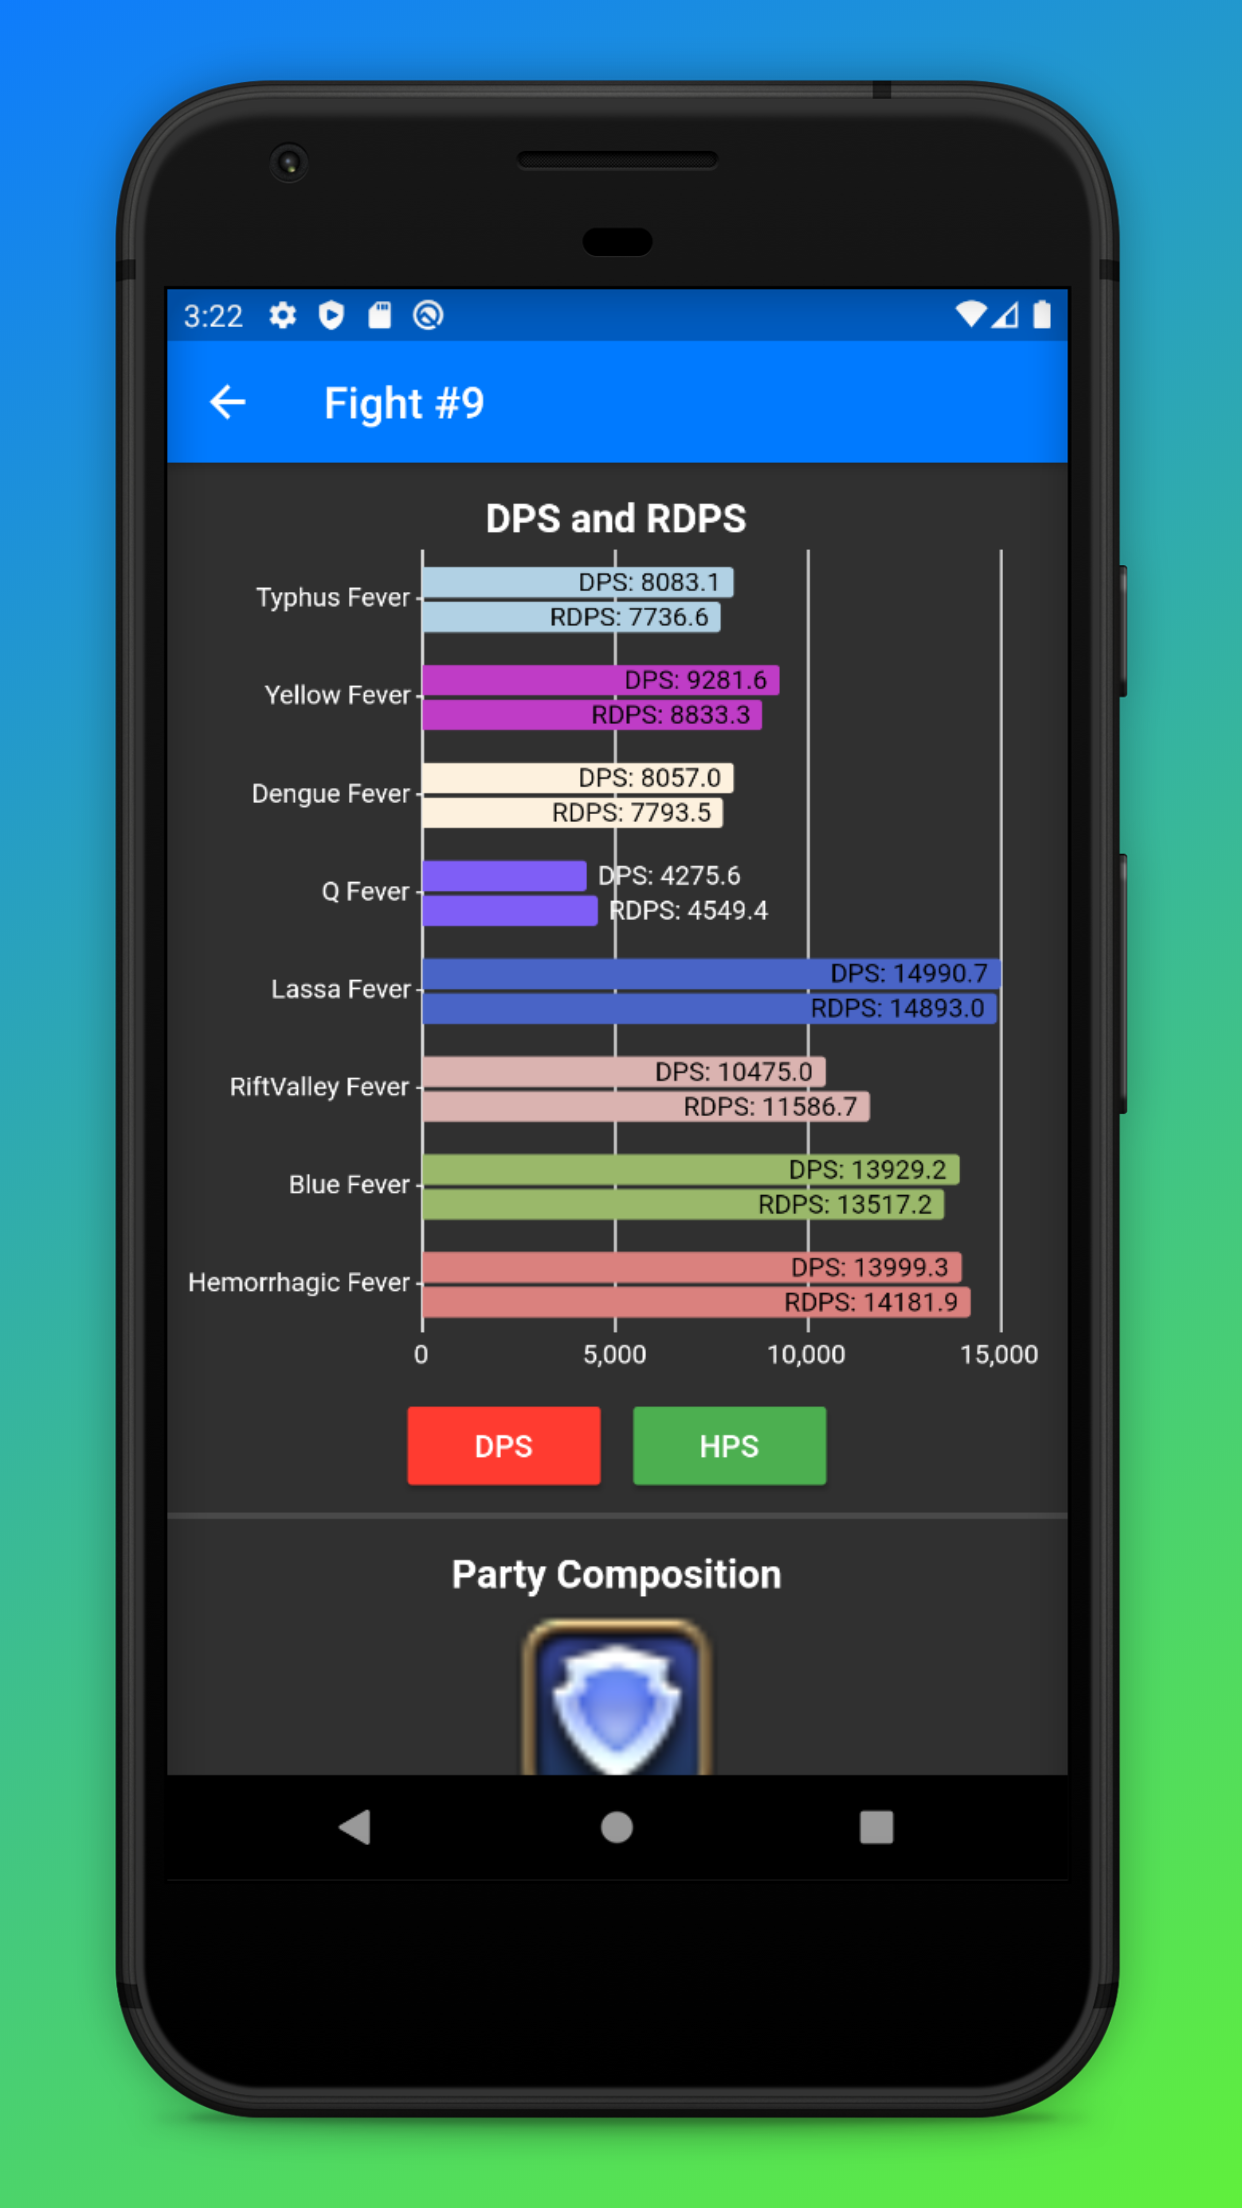 3:22
Fight #9
DPS and RDPS
Typhus Fever
DPS: 8083.1
RDPS: 7736.6
Yellow Fever
DPS: 9281.6
RDPS: 8833.3
Dengue Fever
DPS: 8057.0
RDPS: 7793.5
Q Fever
DPS: 4275.6
RDPS: 4549.4
Lassa Fever
DPS: 14990.7
RDPS: 14893.0
RiftValley Fever
DPS: 10475.0
RDPS: 11586.7
Blue Fever
DPS: 13929.2
RDPS: 13517.2
Hemorrhagic Fever
DPS: 13999.3
RDPS: 14181.9
0 5,000 10,000 15,000
DPS HPS
Party Composition